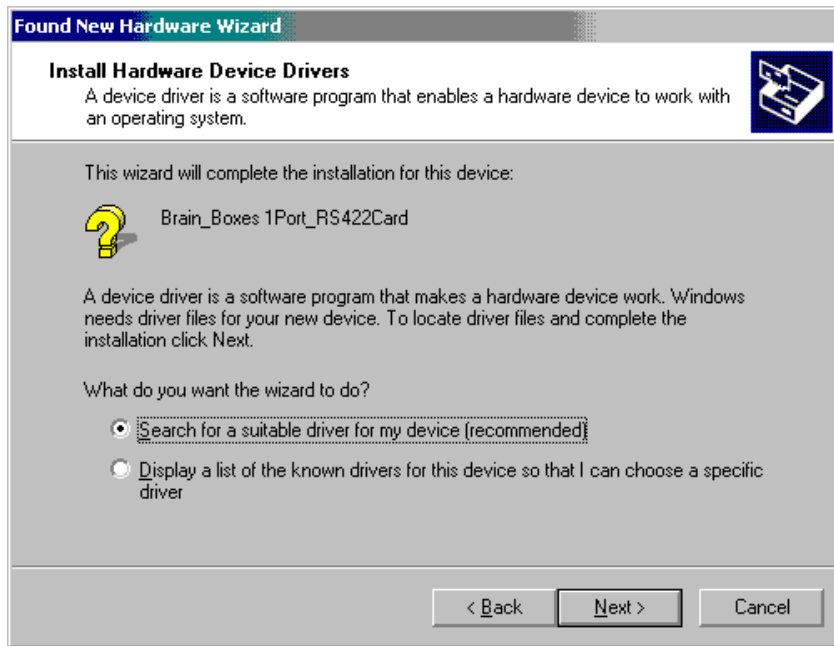 Found New Hardware Wizard
Install Hardware Device Drivers
A device driver is a software program that enables a hardware device to work with
an operating system.
This wizard will complete the installation for this device:
Brain_Boxes 1Port_RS422Card
A device driver is a software program that makes a hardware device work. Windows
needs driver files for your new device. To locate driver files and complete the
installation click Next.
What do you want the wizard to do?
Search for a suitable driver for my device (recommended)
Display a list of the known drivers for this device so that I can choose a specific
driver
< Back Next > Cancel